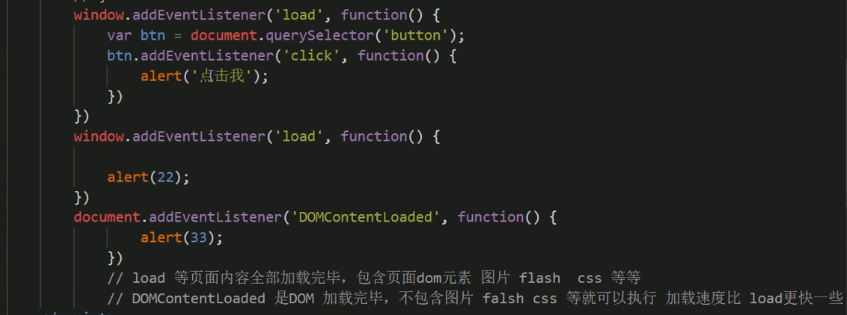 window.addEventListener('load', function() {
var btn = document.querySelector('button');
btn.addEventListener('click', function() {
alert('点击我');
})
})
window.addEventListener('load', function() {
alert(22);
})
document.addEventListener('DOMContentLoaded', function() {
alert(33);
})
// load 等页面内容全部加载完毕，包含页面dom元素 图片 flash css 等等
// DOMContentLoaded 是DOM 加载完毕，不包含图片 falsh css 等就可以执行 加载速度比 load更快一些